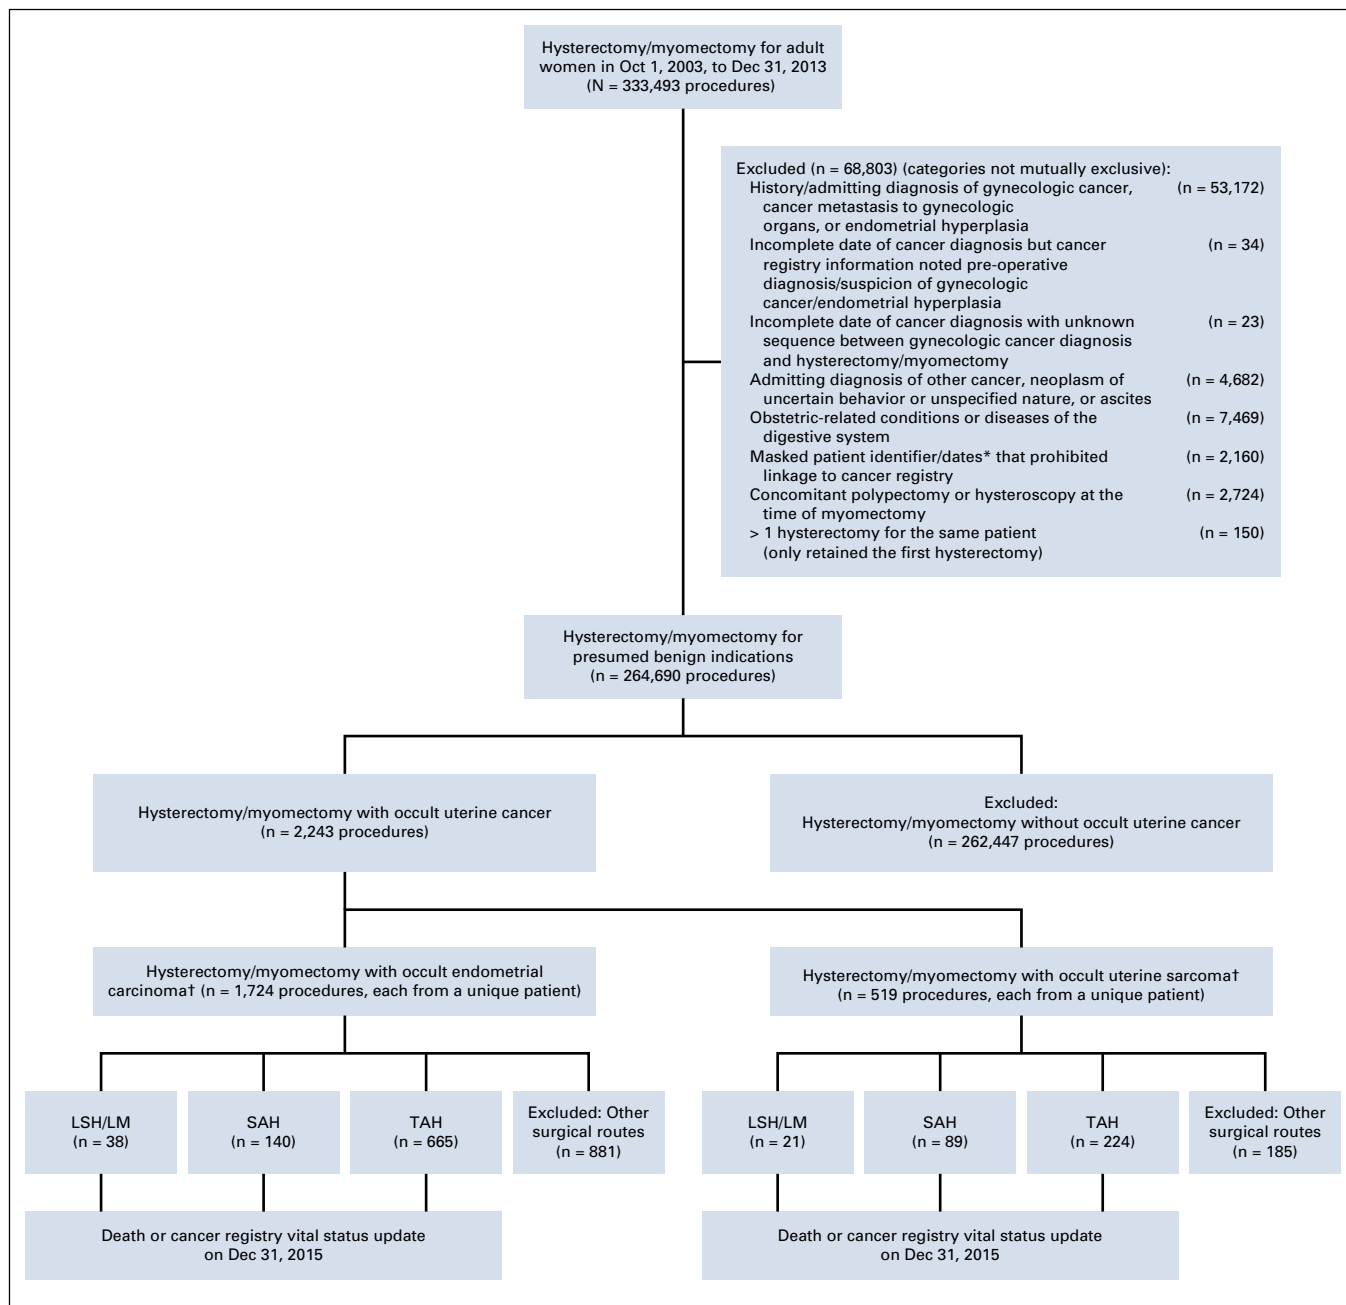 Hysterectomy/myomectomy for adult
women in Oct 1, 2003, to Dec 31, 2013
(N = 333,493 procedures)
Excluded (n = 68,803) (categories not mutually exclusive):
History/admitting diagnosis of gynecologic cancer, (n = 53,172)
cancer metastasis to gynecologic
organs, or endometrial hyperplasia
Incomplete date of cancer diagnosis but cancer (n = 34)
registry information noted pre-operative
diagnosis/suspicion of gynecologic
cancer/endometrial hyperplasia
Incomplete date of cancer diagnosis with unknown (n = 23)
sequence between gynecologic cancer diagnosis
and hysterectomy/myomectomy
Admitting diagnosis of other cancer, neoplasm of (n = 4,682)
uncertain behavior or unspecified nature, or ascites
Obstetric-related conditions or diseases of the (n = 7,469)
digestive system
Masked patient identifier/dates* that prohibited (n = 2,160)
linkage to cancer registry
Concomitant polypectomy or hysteroscopy at the (n = 2,724)
time of myomectomy
> 1 hysterectomy for the same patient (n = 150)
(only retained the first hysterectomy)
Hysterectomy/myomectomy for
presumed benign indications
(n = 264,690 procedures)
Hysterectomy/myomectomy with occult uterine cancer
(n = 2,243 procedures)
Excluded:
Hysterectomy/myomectomy without occult uterine cancer
(n = 262,447 procedures)
Hysterectomy/myomectomy with occult endometrial
carcinoma† (n = 1,724 procedures, each from a unique patient)
Hysterectomy/myomectomy with occult uterine sarcoma†
(n = 519 procedures, each from a unique patient)
LSH/LM
(n = 38)
SAH
(n = 140)
TAH
(n = 665)
Excluded: Other
surgical routes
(n = 881)
LSH/LM
(n = 21)
SAH
(n = 89)
TAH
(n = 224)
Excluded: Other
surgical routes
(n = 185)
Death or cancer registry vital status update
on Dec 31, 2015
Death or cancer registry vital status update
on Dec 31, 2015